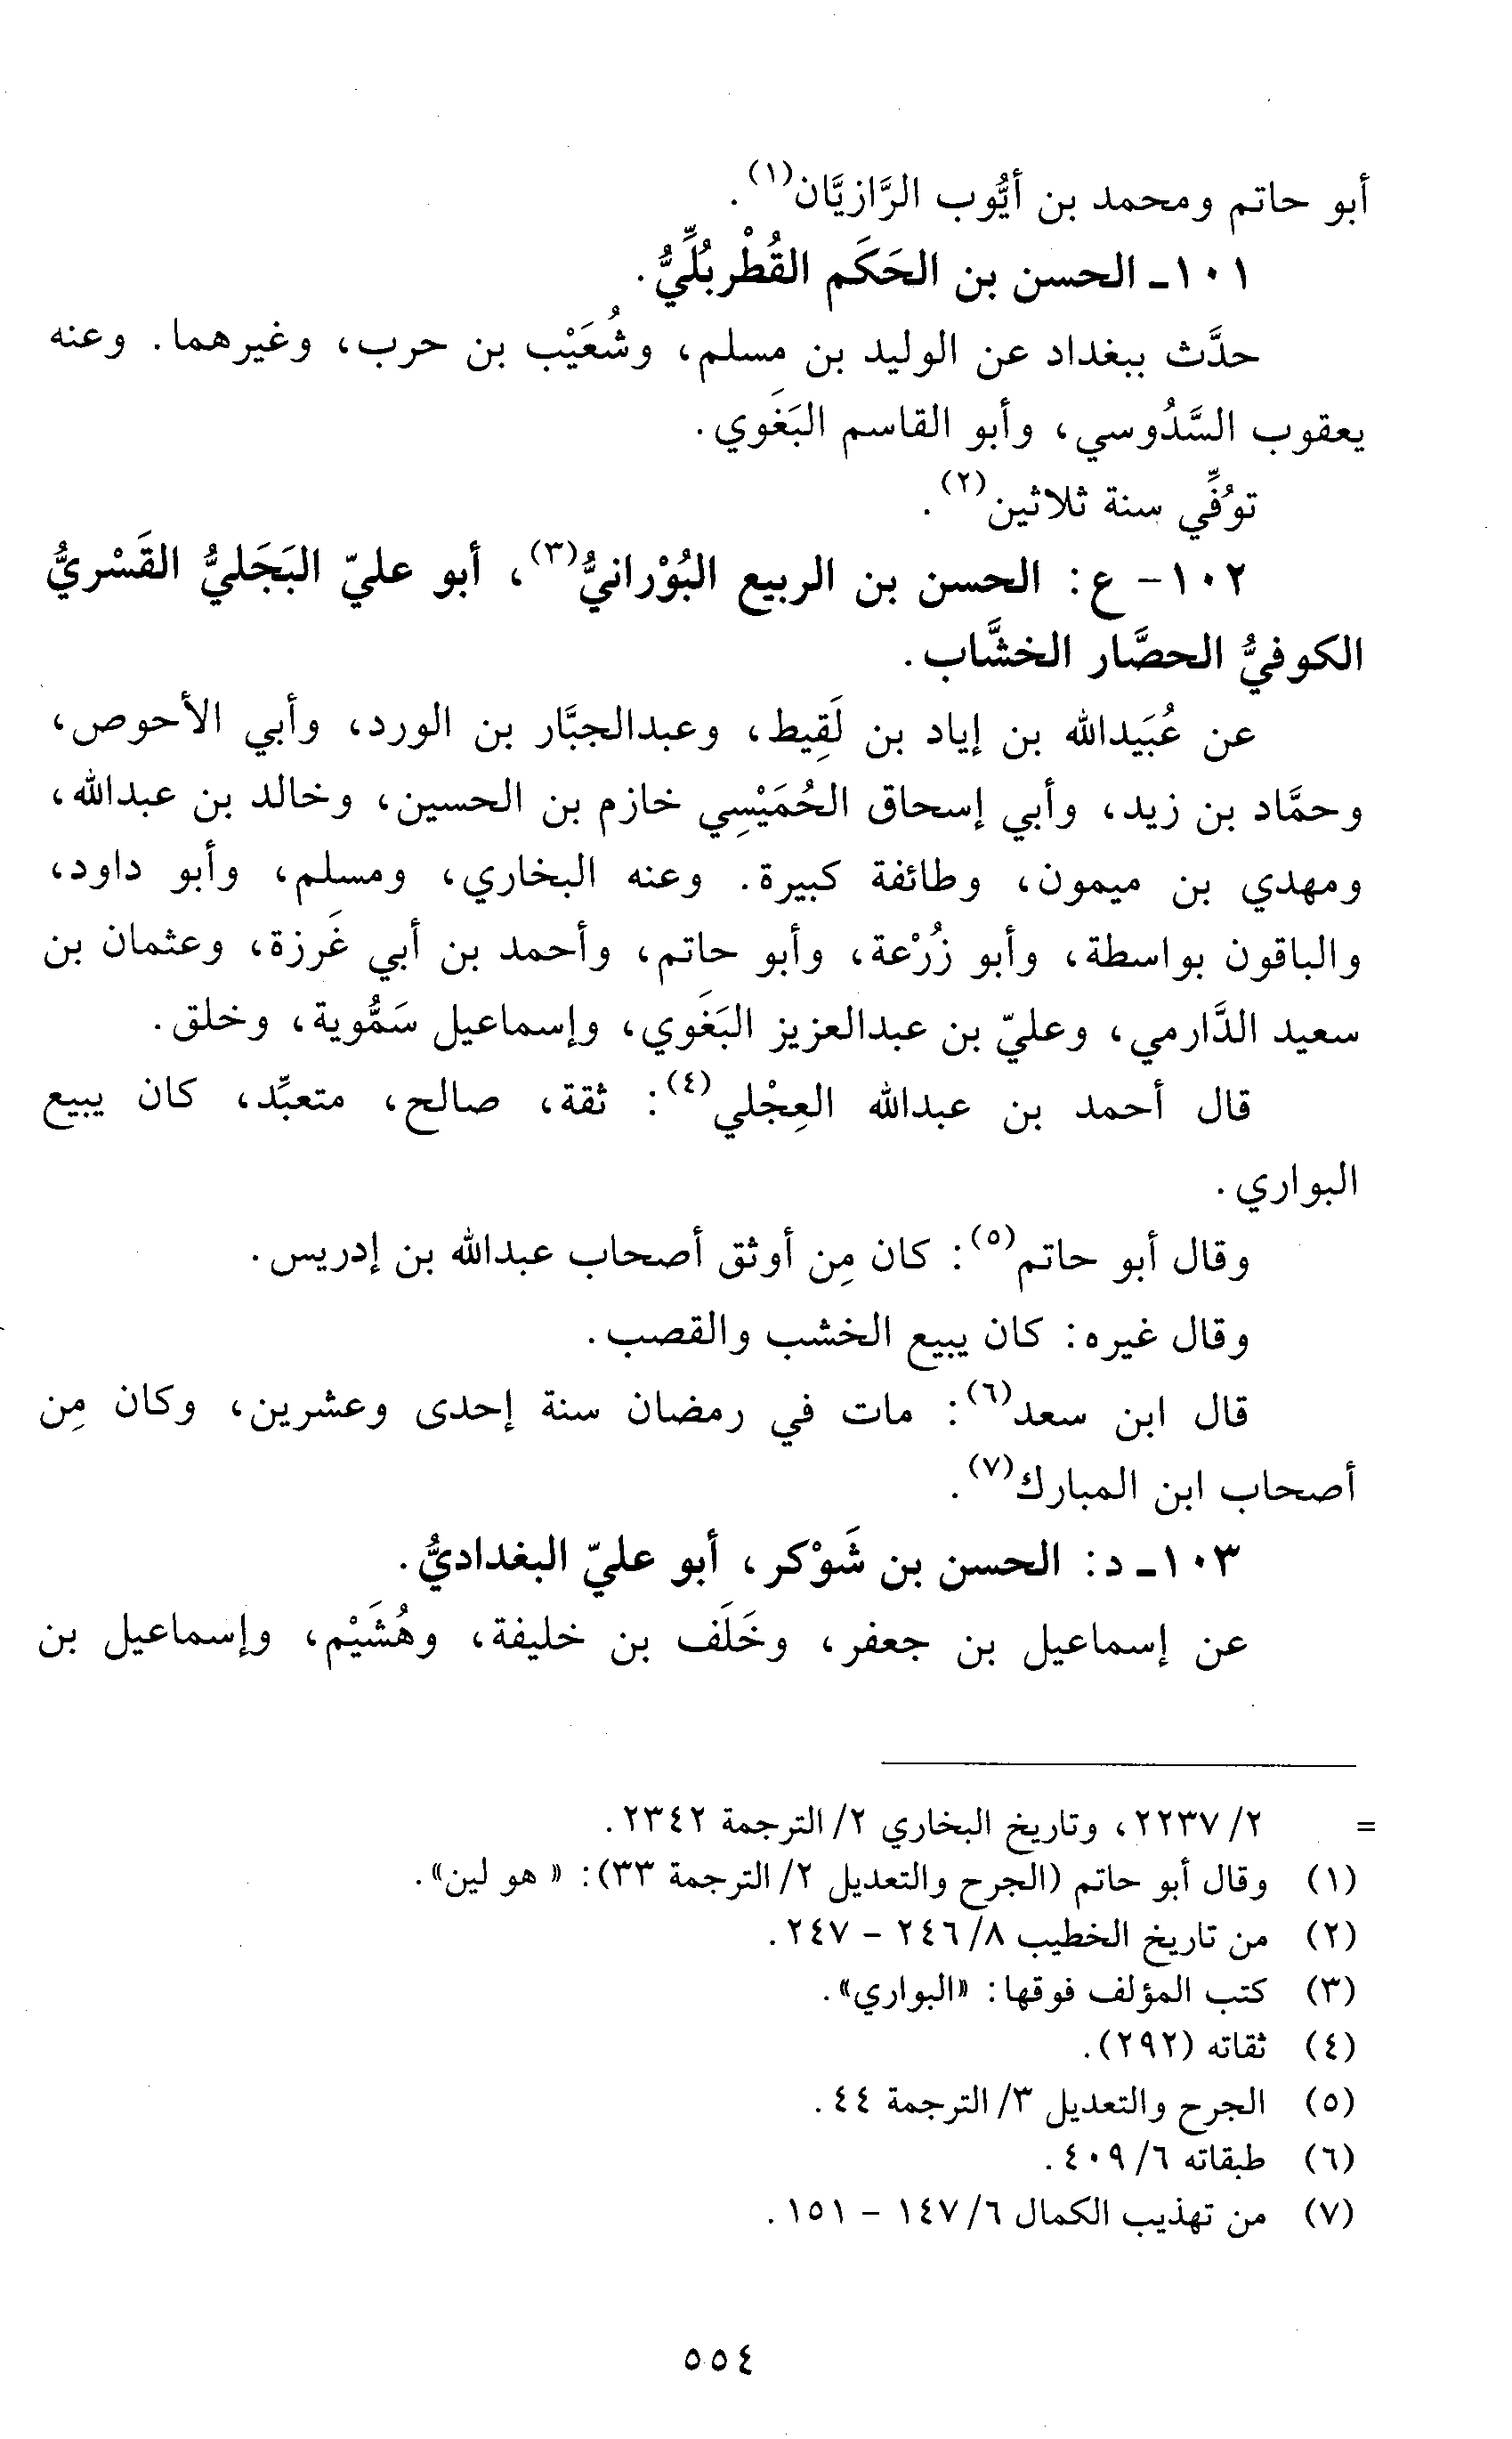 أبو حاتم ومحمد بن أيُّوب الرَّازيَّان(١).
١٠١ـ الحسن بن الحَكَم القُطْربُلِّيُّ.
حدَّث ببغداد عن الوليد بن مسلم، وشُعَيْب بن حرب، وغيرهما. وعنه
يعقوب السَّدُوسي، وأبو القاسم البَغَوي.
توُفِّي سنة ثلاثين(٢).
١٠٢- ع: الحسن بن الربيع البُوْرانيُّ(٣)، أبو عليّ البَجَليُّ القَسْريُّ
الكوفيُّ الحصَّار الخشَّاب.
عن عُبَيدالله بن إياد بن لَقِيط، وعبدالجبَّار بن الورد، وأبي الأحوص،
وحمَّاد بن زيد، وأبي إسحاق الحُمَيْسِي خازم بن الحسين، وخالد بن عبدالله،
ومهدي بن ميمون، وطائفة كبيرة. وعنه البخاري، ومسلم، وأبو داود،
والباقون بواسطة، وأبو زُرْعة، وأبو حاتم، وأحمد بن أبي غَرزة، وعثمان بن
سعيد الدَّارمي، وعليّ بن عبدالعزيز البَغَوي، وإسماعيل سَمُّوية، وخلق.
قال أحمد بن عبدالله العِجْلي(٤): ثقة، صالح، متعبِّد، كان يبيع
البواري.
وقال أبو حاتم(٥): كان مِن أوثق أصحاب عبدالله بن إدريس.
وقال غيره: كان يبيع الخشب والقصب.
قال ابن سعد(٦): مات في رمضان سنة إحدى وعشرين، وكان مِن
أصحاب ابن المبارك(٧).
١٠٣ـ د: الحسن بن شَوْكر، أبو عليّ البغداديُّ.
عن إسماعيل بن جعفر، وخَلَف بن خليفة، وهُشَيْم، وإسماعيل بن
= ٢/ ٢٢٣٧، وتاريخ البخاري ٢/ الترجمة ٢٣٤٢.
(١) وقال أبو حاتم (الجرح والتعديل ٢/ الترجمة ٣٣): « هو لين».
(٢) من تاريخ الخطيب ٨/ ٢٤٦ - ٢٤٧.
(٣) كتب المؤلف فوقها: «البواري».
(٤) ثقاته (٢٩٢).
(٥) الجرح والتعديل ٣/ الترجمة ٤٤.
(٦) طبقاته ٦/ ٤٠٩.
(٧) من تهذيب الكمال ٦/ ١٤٧ - ١٥١.
٥٥٤